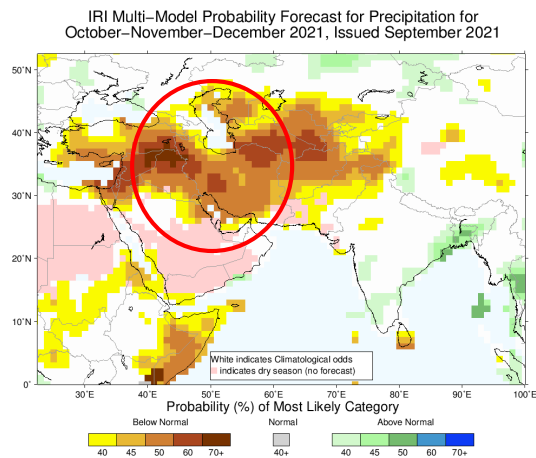 IRI Multi-Model Probability Forecast for Precipitation for
October-November-December 2021, Issued September 2021
50°N
40°N
30°N
20°N
10°N
0°
White indicates Climatological odds
indicates dry season (no forecast)
30°E 40°E 50°E 60°E 70°E 80°E 90°E 100°E
Probability (%) of Most Likely Category
Below Normal Normal Above Normal
40 45 50 60 70+ 40+ 40 45 50 60 70+